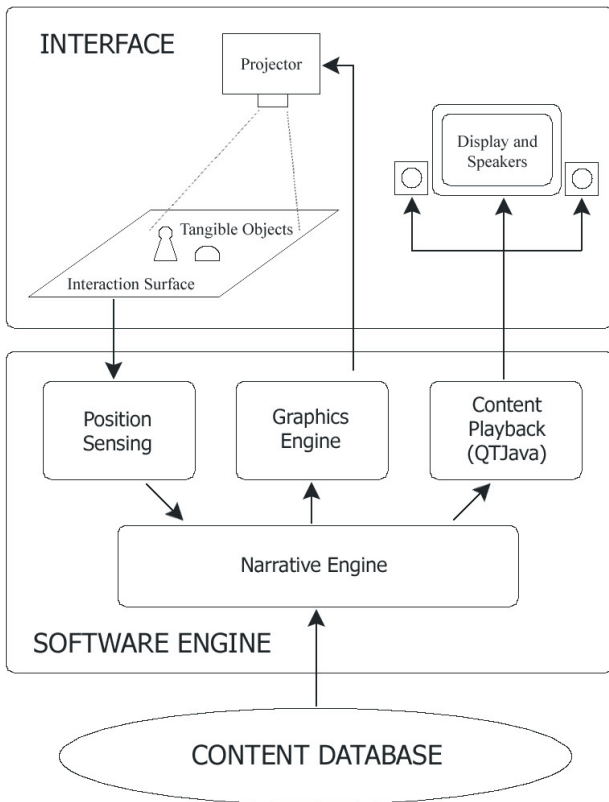 INTERFACE
Projector
Display and
Speakers
Tangible Objects
Interaction Surface
Position
Sensing
Graphics
Engine
Content
Playback
(QTJava)
Narrative Engine
SOFTWARE ENGINE
CONTENT DATABASE